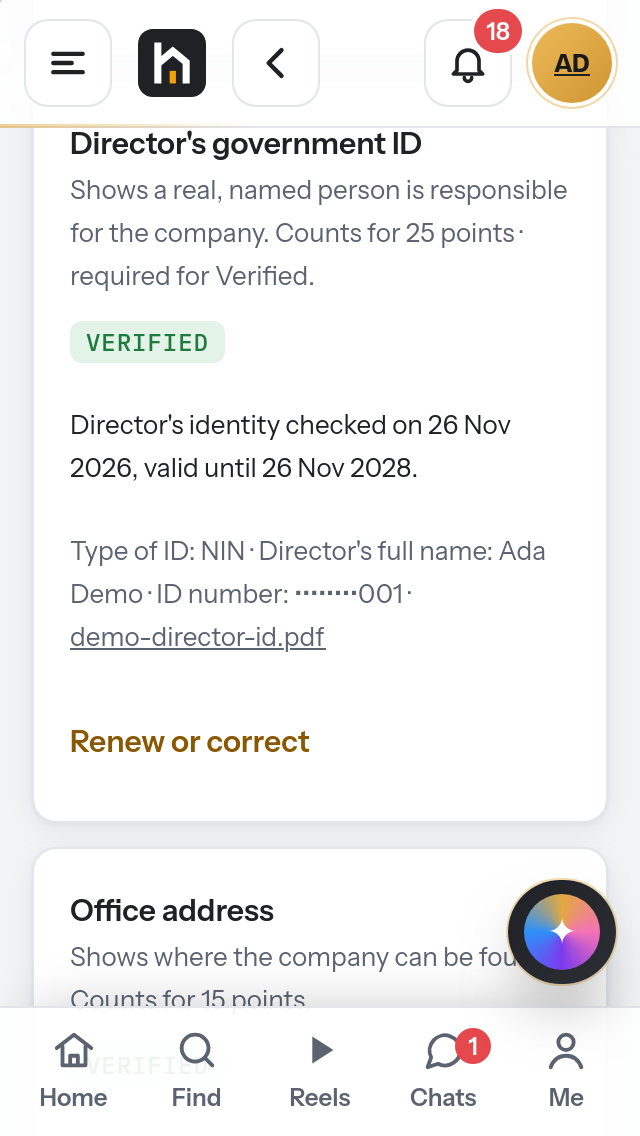 18
AD
Director's government ID
Shows a real, named person is responsible
for the company. Counts for 25 points ·
required for Verified.
VERIFIED
Director's identity checked on 26 Nov
2026, valid until 26 Nov 2028.
Type of ID: NIN · Director's full name: Ada
Demo · ID number: ········001 ·
demo-director-id.pdf
Renew or correct
Office address
Shows where the company can be
Counts for 15 points
VERIFIED
1
Home
Find
Reels
Chats
Me